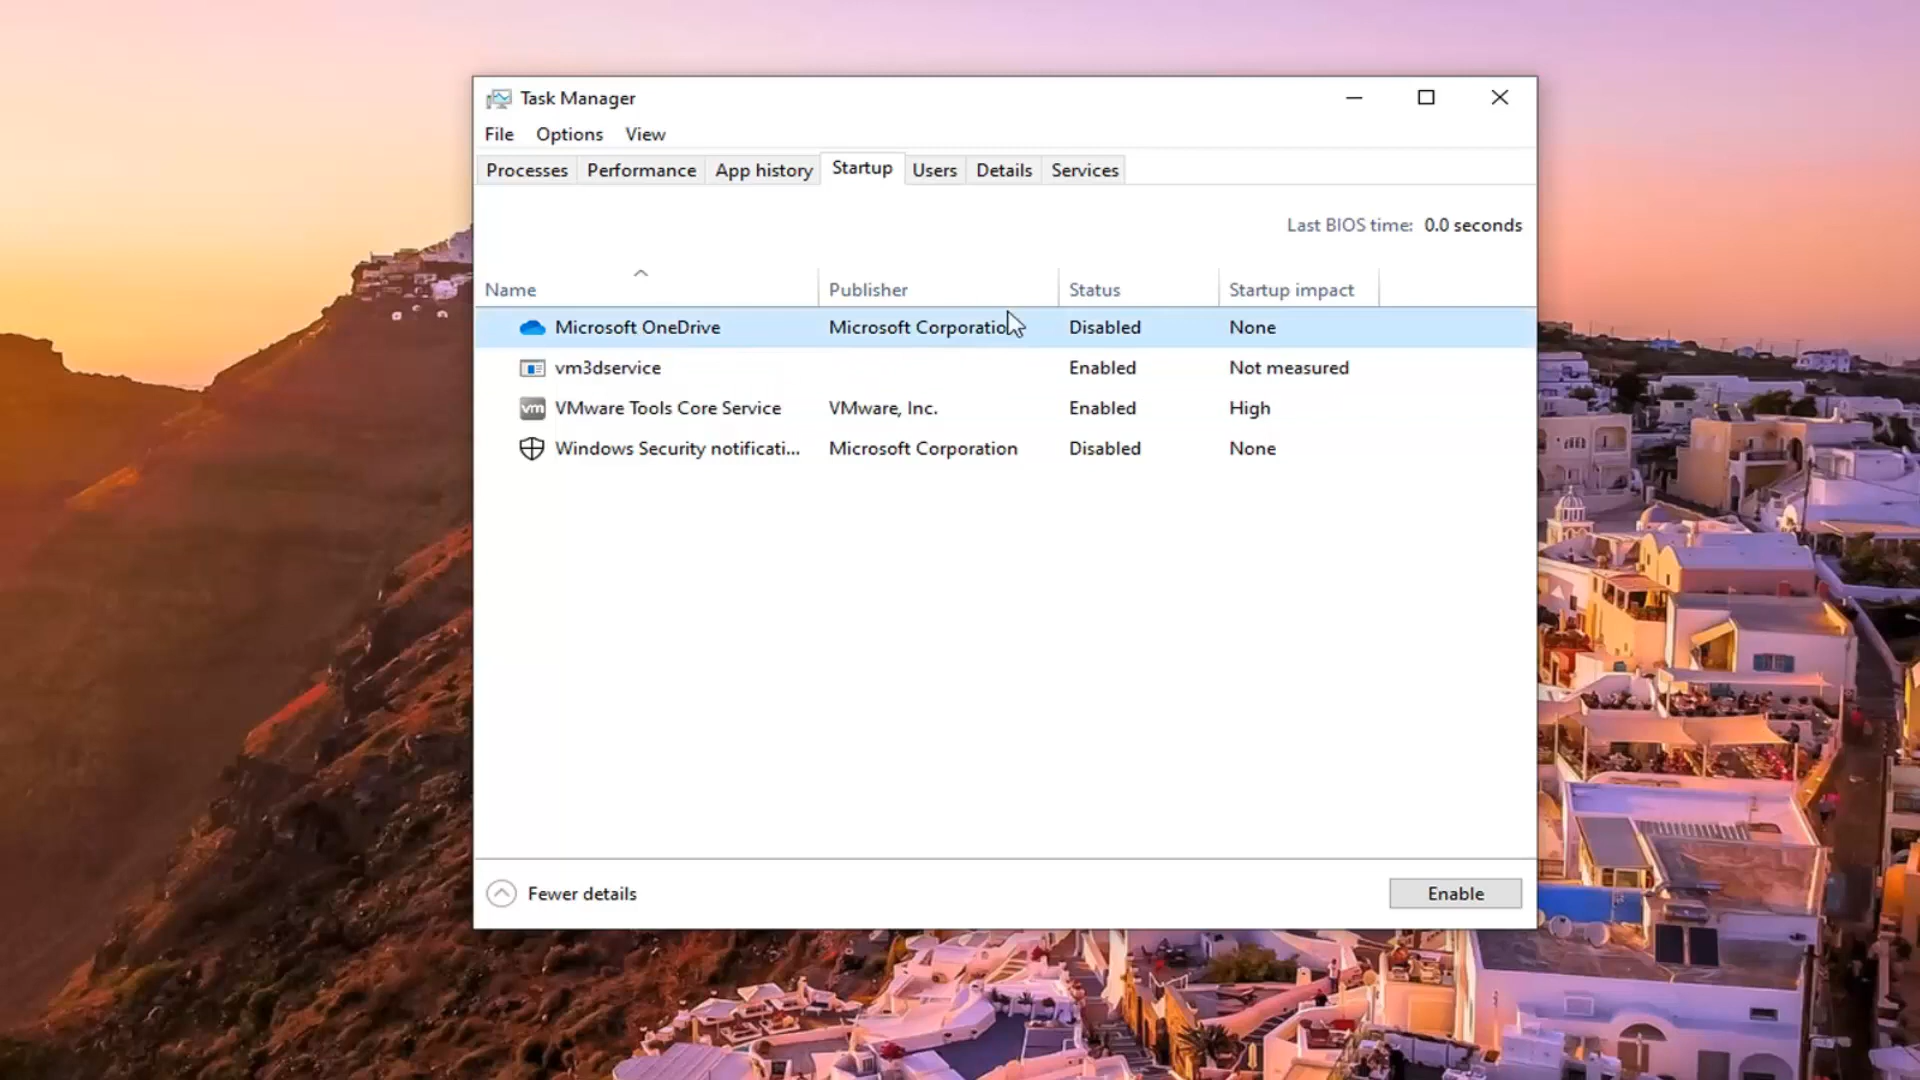 Task Manager
File Options View
Processes Performance App history Startup Users Details Services
Last BIOS time: 0.0 seconds
Name Publisher Status Startup impact
Microsoft OneDrive Microsoft Corporation Disabled None
vm3dservice Enabled Not measured
vm VMware Tools Core Service VMware, Inc. Enabled High
Windows Security notificati... Microsoft Corporation Disabled None
Fewer details Enable